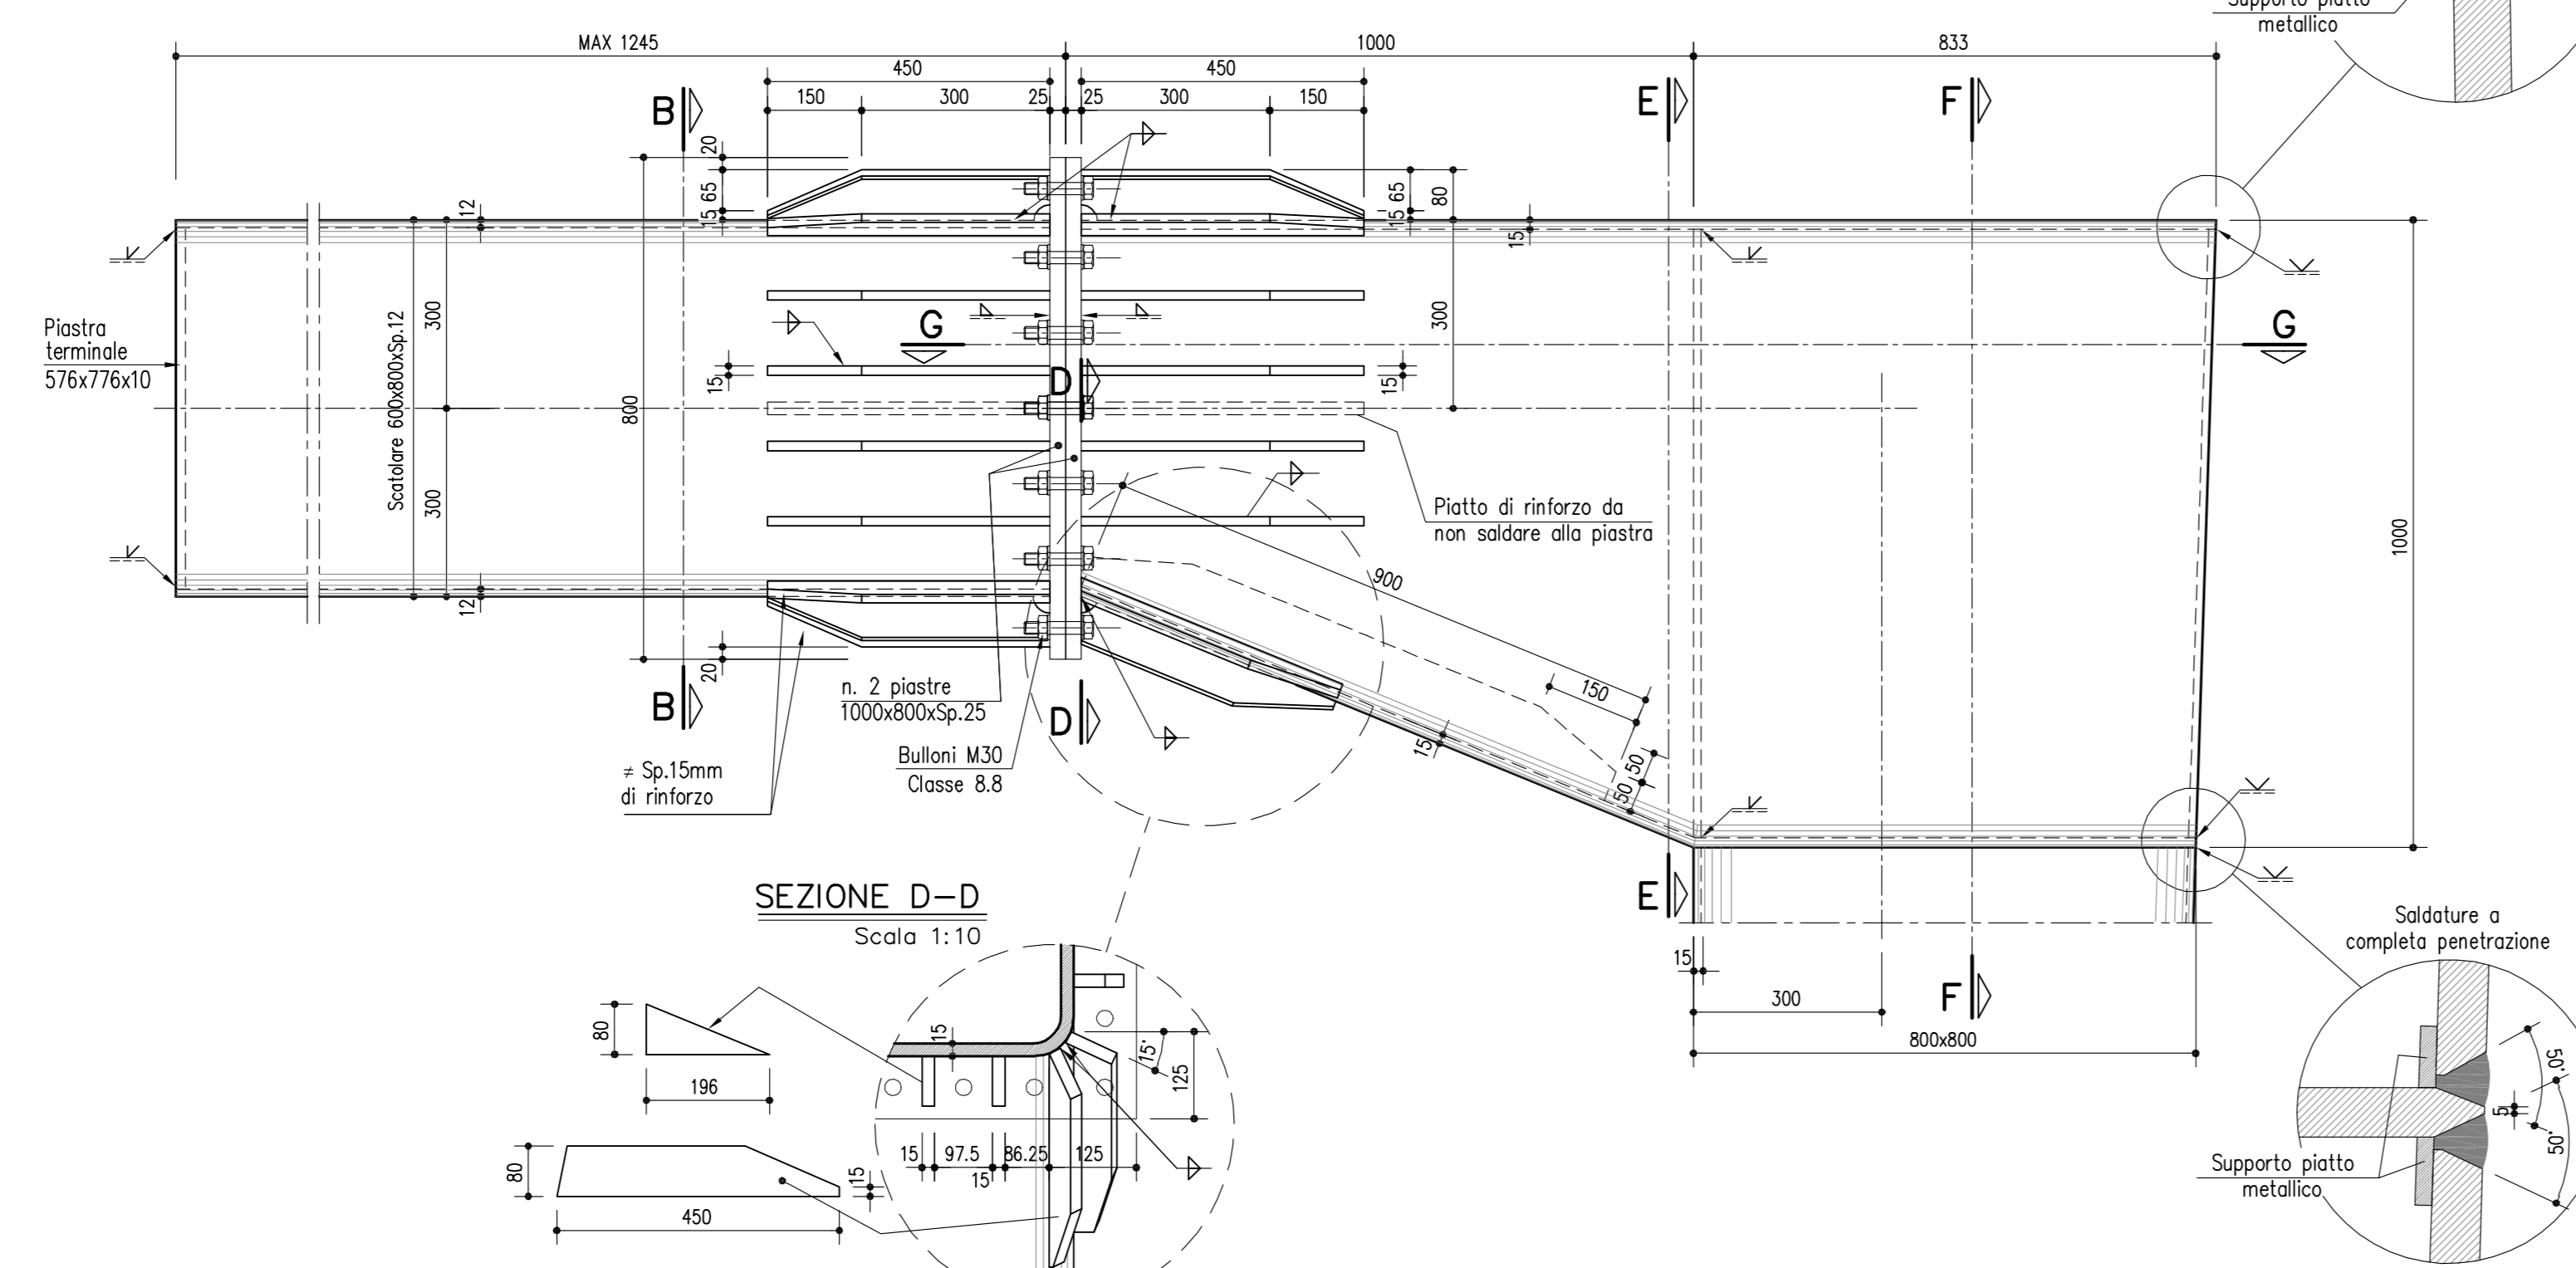 Supporto piatto
metallico
MAX 1245
1000
833
450
450
150
300
25
25
300
150
B
E
F
20
65
15
12
65
15
80
15
Piastra
terminale
576x776x10
Scatolare 600x800xSp.12
300
300
800
15
G
G
D
15
300
1000
Piatto di rinforzo da
non saldare alla piastra
900
150
50
50
15
12
20
B
n. 2 piastre
1000x800xSp.25
D
Bulloni M30
Classe 8.8
≠ Sp.15mm
di rinforzo
E
F
SEZIONE D-D
Scala 1:10
15
300
800x800
Saldature a
completa penetrazione
80
196
15
15°
125
15
97.5
15
86.25
125
80
15
450
50°
5
50°
Supporto piatto
metallico